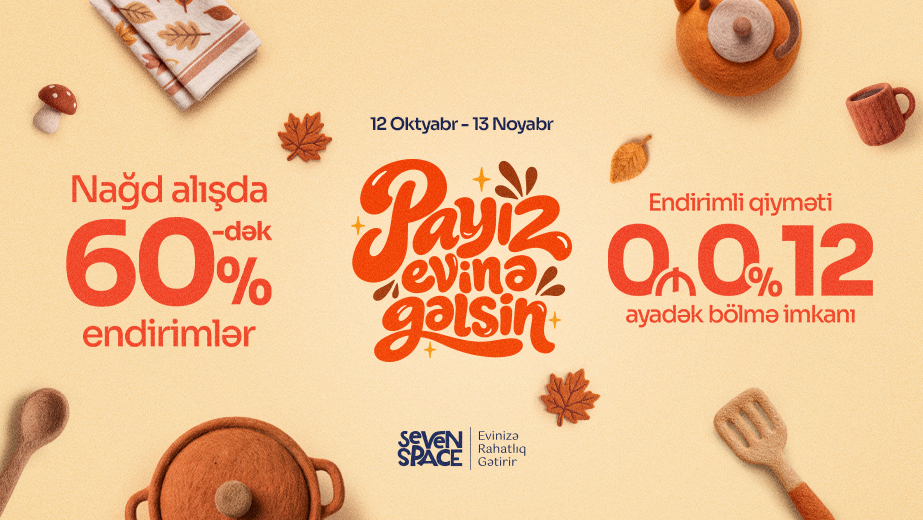 12 Oktyabr - 13 Noyabr
Nağd alışda
60%-dək
endirimlər
Payız
evinə
gəlsin
Endirimli qiyməti
0₼ 0% 12
ayadək bölmə imkanı
SEVEN
SPACE
Evinizə
Rahatlıq
Gətirir